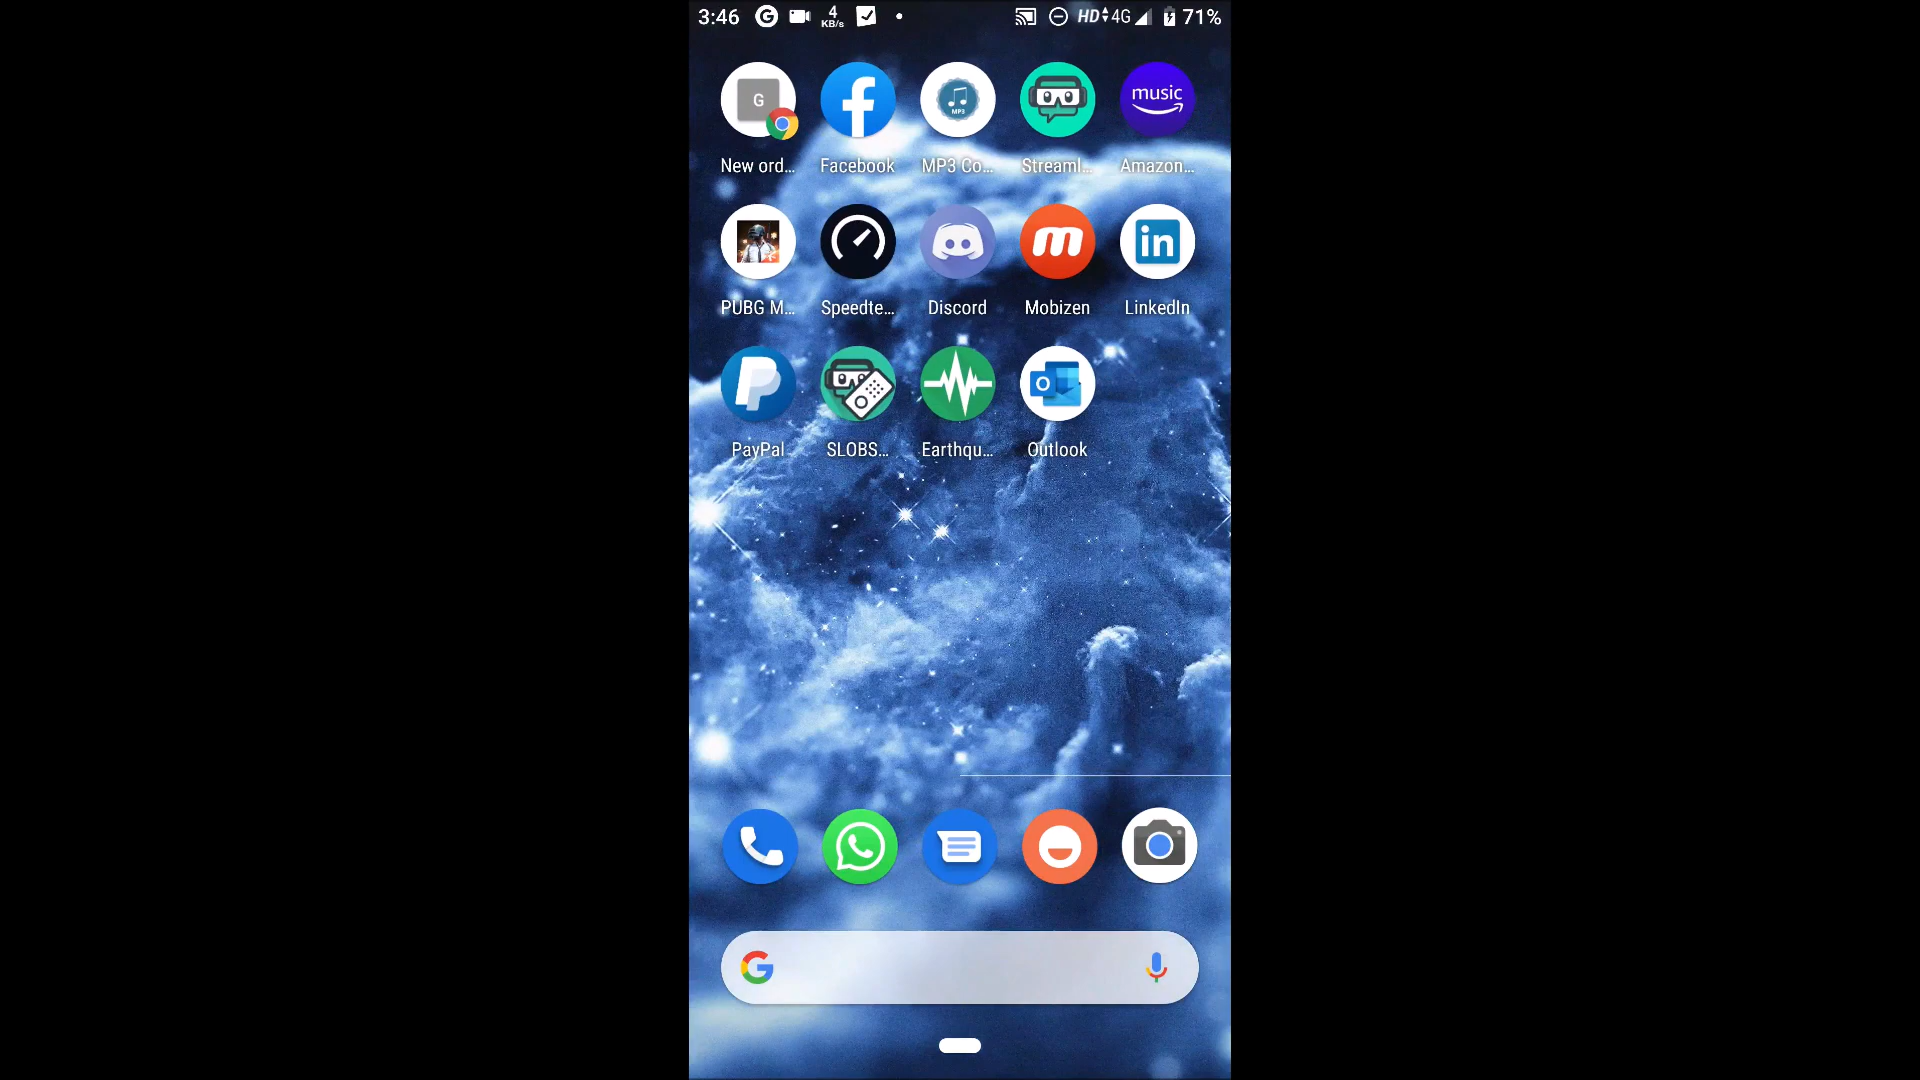 3:46 G 4 KB/s HD 4G 71%
G music
New ord... Facebook MP3 Co... Streaml... Amazon...
PUBG M... Speedte... Discord Mobizen LinkedIn
PayPal SLOBS... Earthqu... Outlook